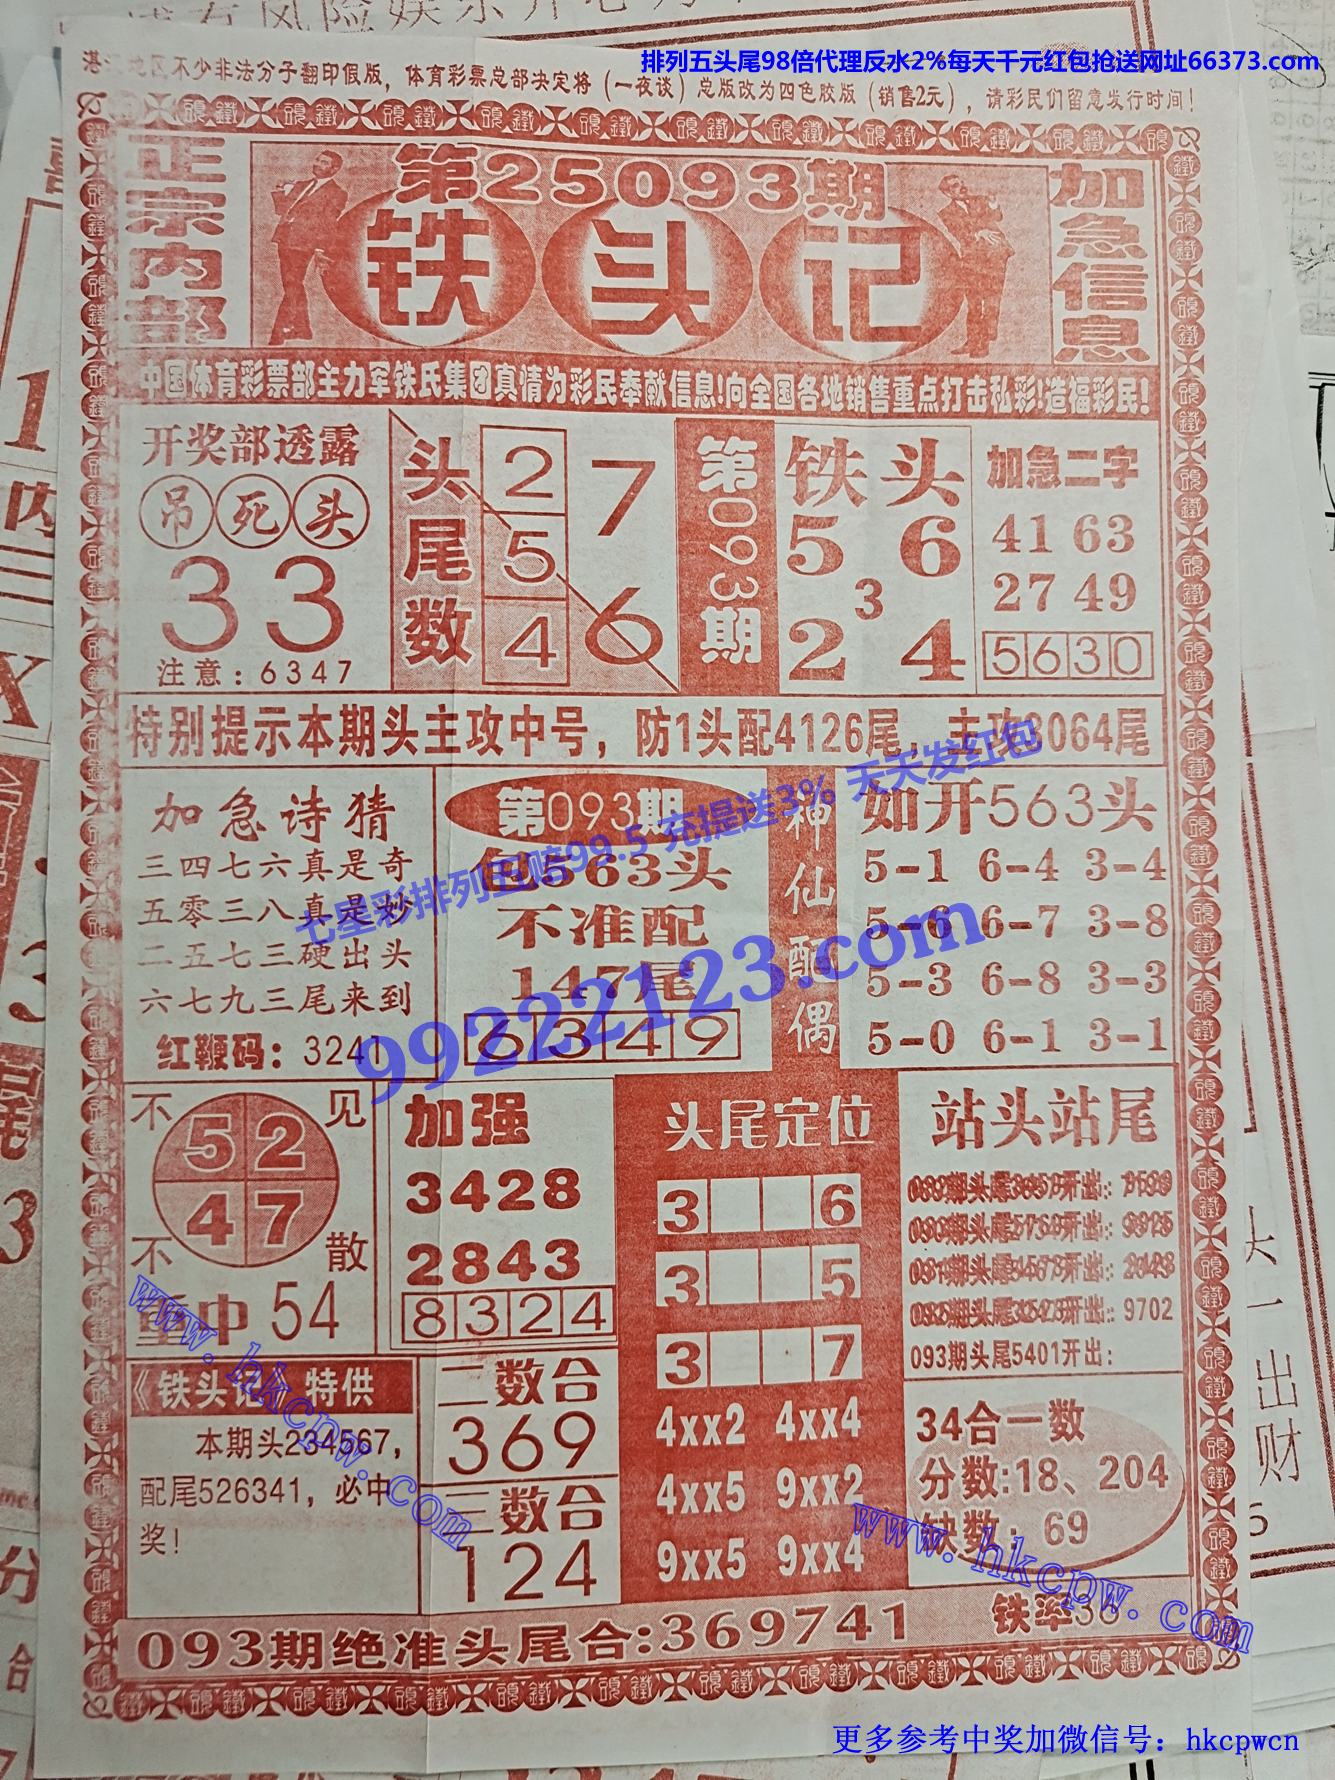 排列五头尾98倍代理反水2%每天千元红包抢送网址66373.com
地区不少非法分子翻印假版，体育彩票总部决定将（一夜谈）总版改为四色胶版（销售2元），请彩民们留意发行时间！
正宗内部
第25093期
铁头记
加急信息
中国体育彩票部主力军铁氏集团真情为彩民奉献信息！向全国各地销售重点打击私彩！造福彩民！
开奖部透露
吊死头
33
注意：6347
头尾数
2
5
4
7
6
第093期
铁头
5 6
3
2 4
加急二字
41 63
27 49
5630
特别提示本期头主攻中号，防1头配4126尾，主攻3064尾
加急诗猜
三四七六真是奇
五零三八真是妙
二五七三硬出头
六七九三尾来到
红鞭码：3241
第093期
包563头
不准配
147尾
6349
神仙配偶
如开563头
5-1 6-4 3-4
5-6 6-7 3-8
5-3 6-8 3-3
5-0 6-1 3-1
七星彩排列五赔99.5 充提送3% 天天发红包
99222123.com
不见
52
47
不散
重中54
加强
3428
2843
8324
头尾定位
3 6
3 5
3 7
4xx2 4xx4
4xx5 9xx2
9xx5 9xx4
站头站尾
开出：9702
093期头尾5401开出：
《铁头记》特供
本期头234567，
配尾526341，必中
奖！
二数合
369
三数合
124
34合一数
分数:18、204
缺数：69
093期绝准头尾合:369741
铁率36
www.hkcpw.com
www.hkcpw.com
更多参考中奖加微信号：hkcpwcn